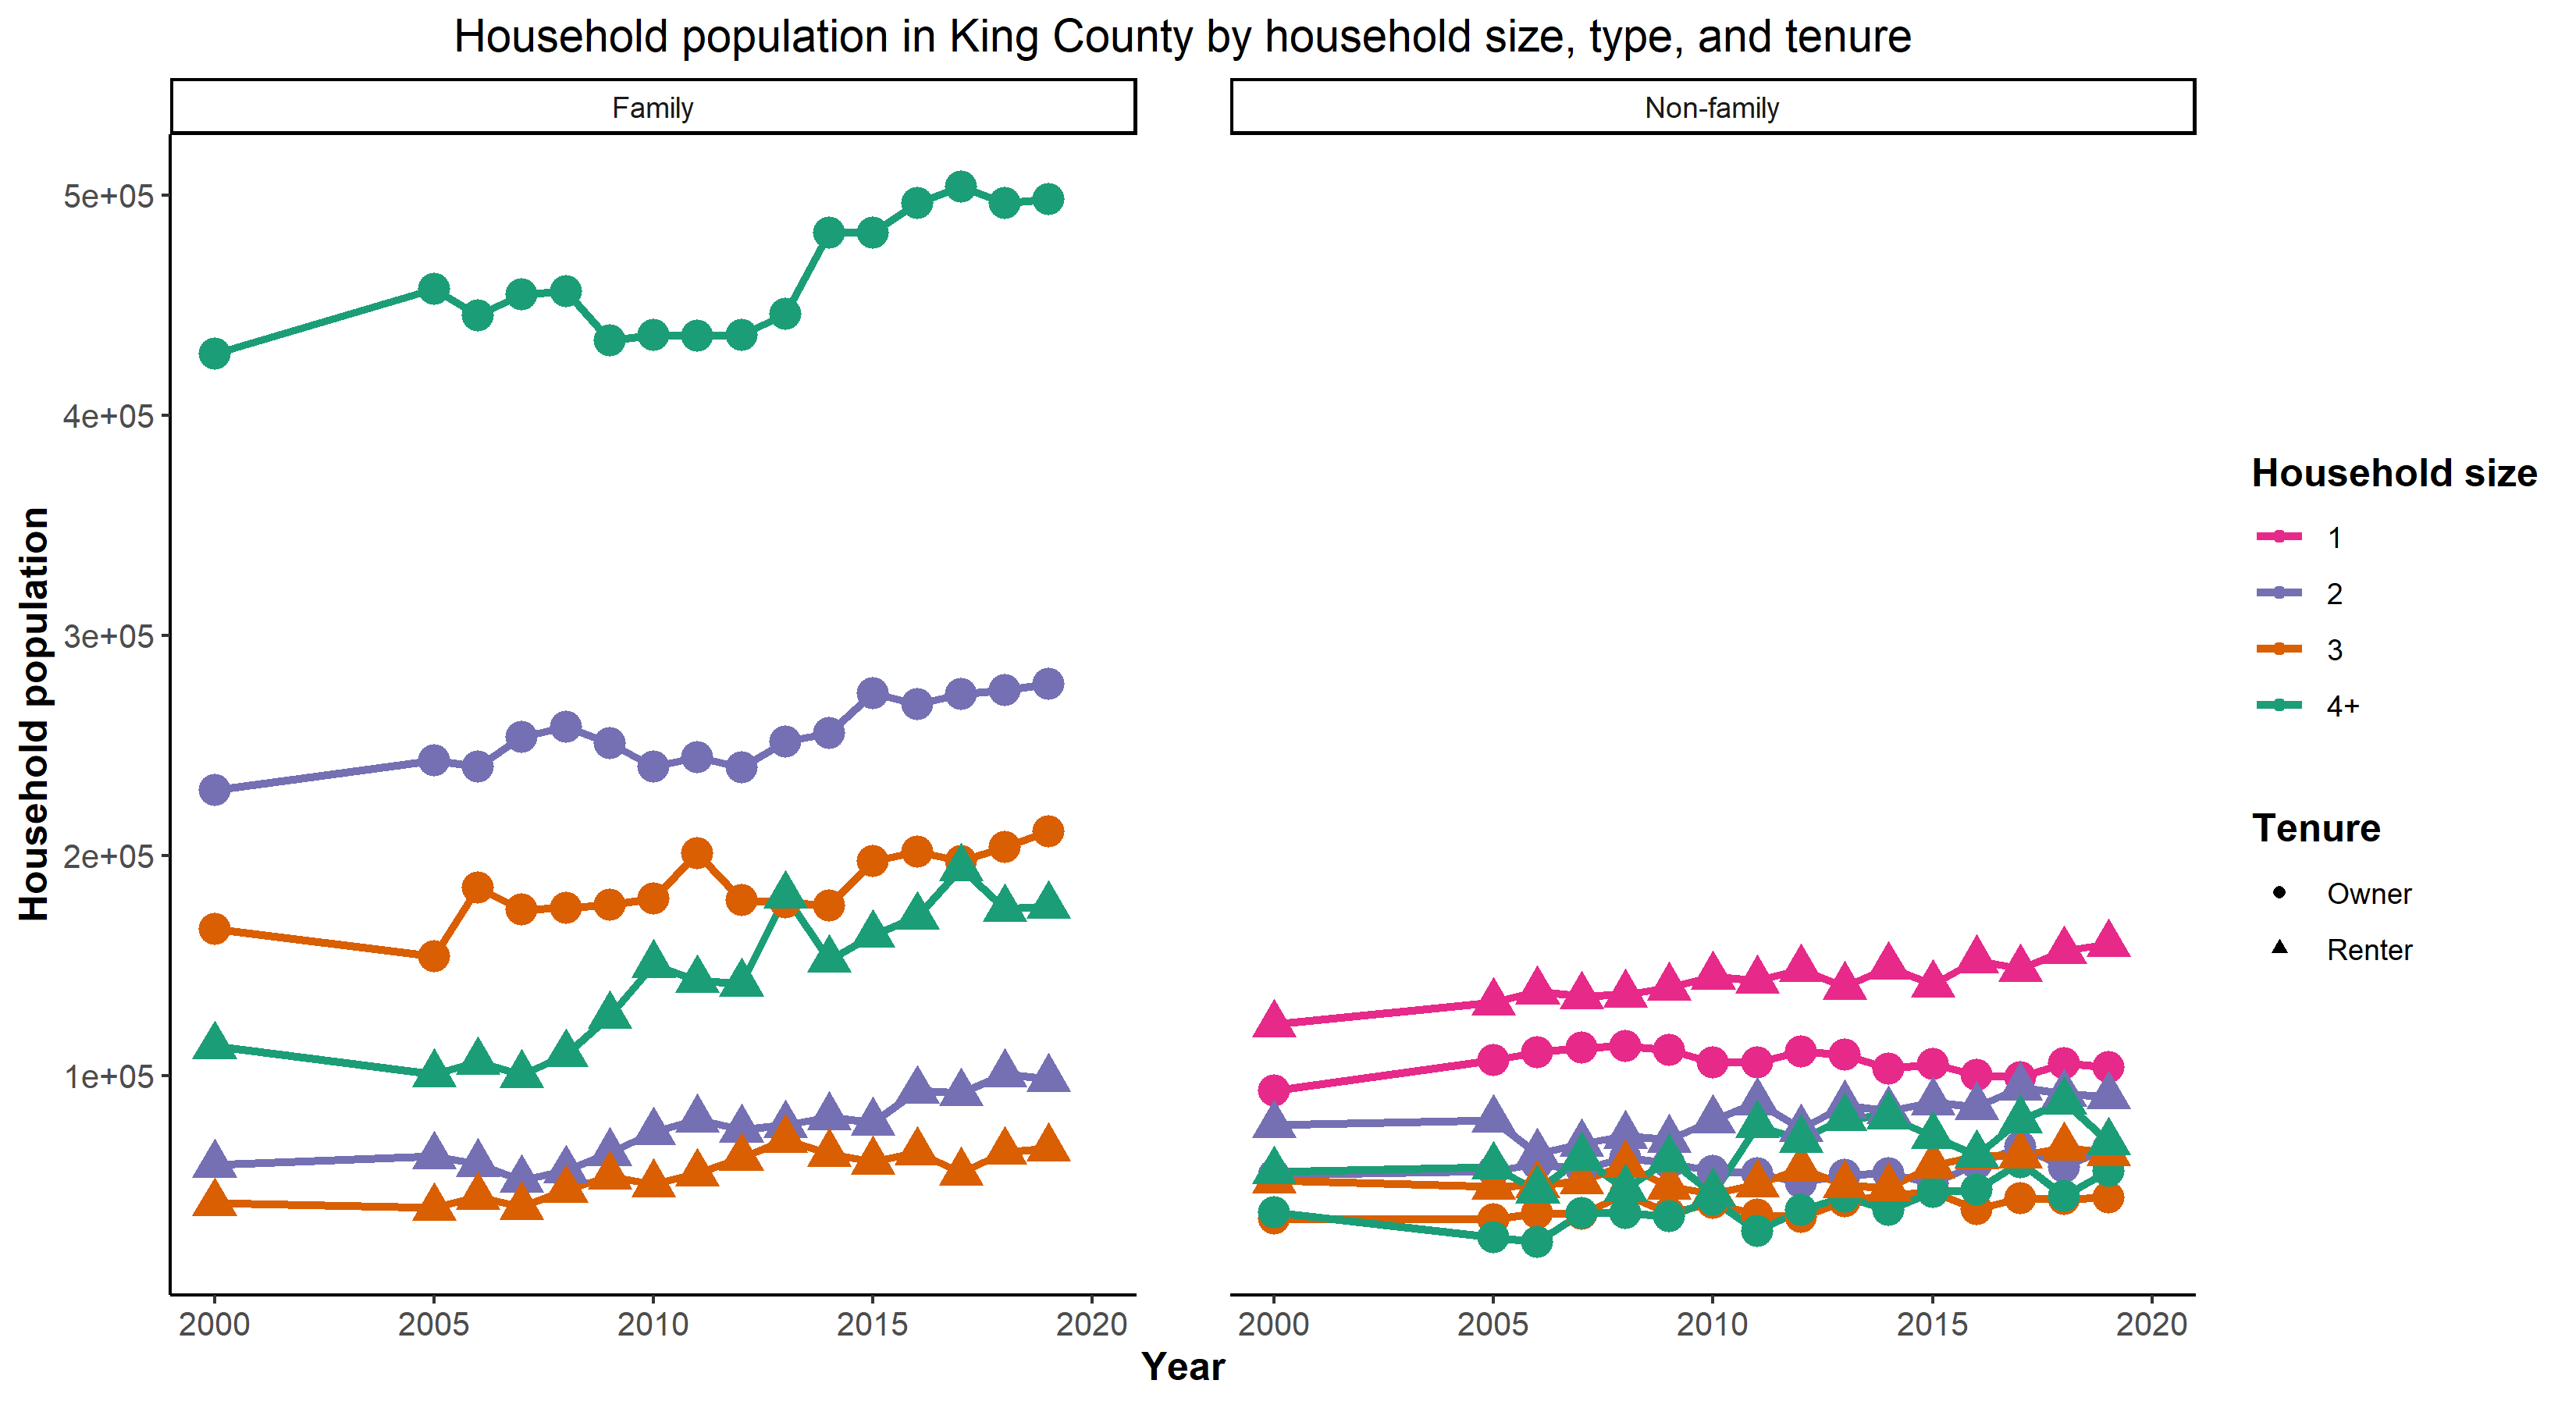 Household population in King County by household size, type, and tenure
Family
Non-family
Household population
5e+05
4e+05
3e+05
2e+05
1e+05
2000 2005 2010 2015 2020
2000 2005 2010 2015 2020
Year
Household size
1
2
3
4+
Tenure
Owner
Renter